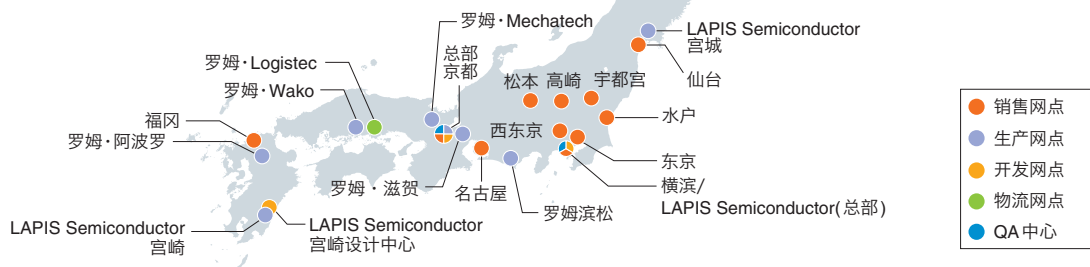 罗姆·Mechatech
LAPIS Semiconductor
宫城
仙台
总部
京都
罗姆·Logistec
罗姆·Wako
松本
高崎
宇都宫
水户
福冈
罗姆·阿波罗
西东京
东京
横滨/
LAPIS Semiconductor(总部)
罗姆·滋贺
名古屋
罗姆滨松
LAPIS Semiconductor
宫崎
LAPIS Semiconductor
宫崎设计中心
销售网点
生产网点
开发网点
物流网点
QA中心